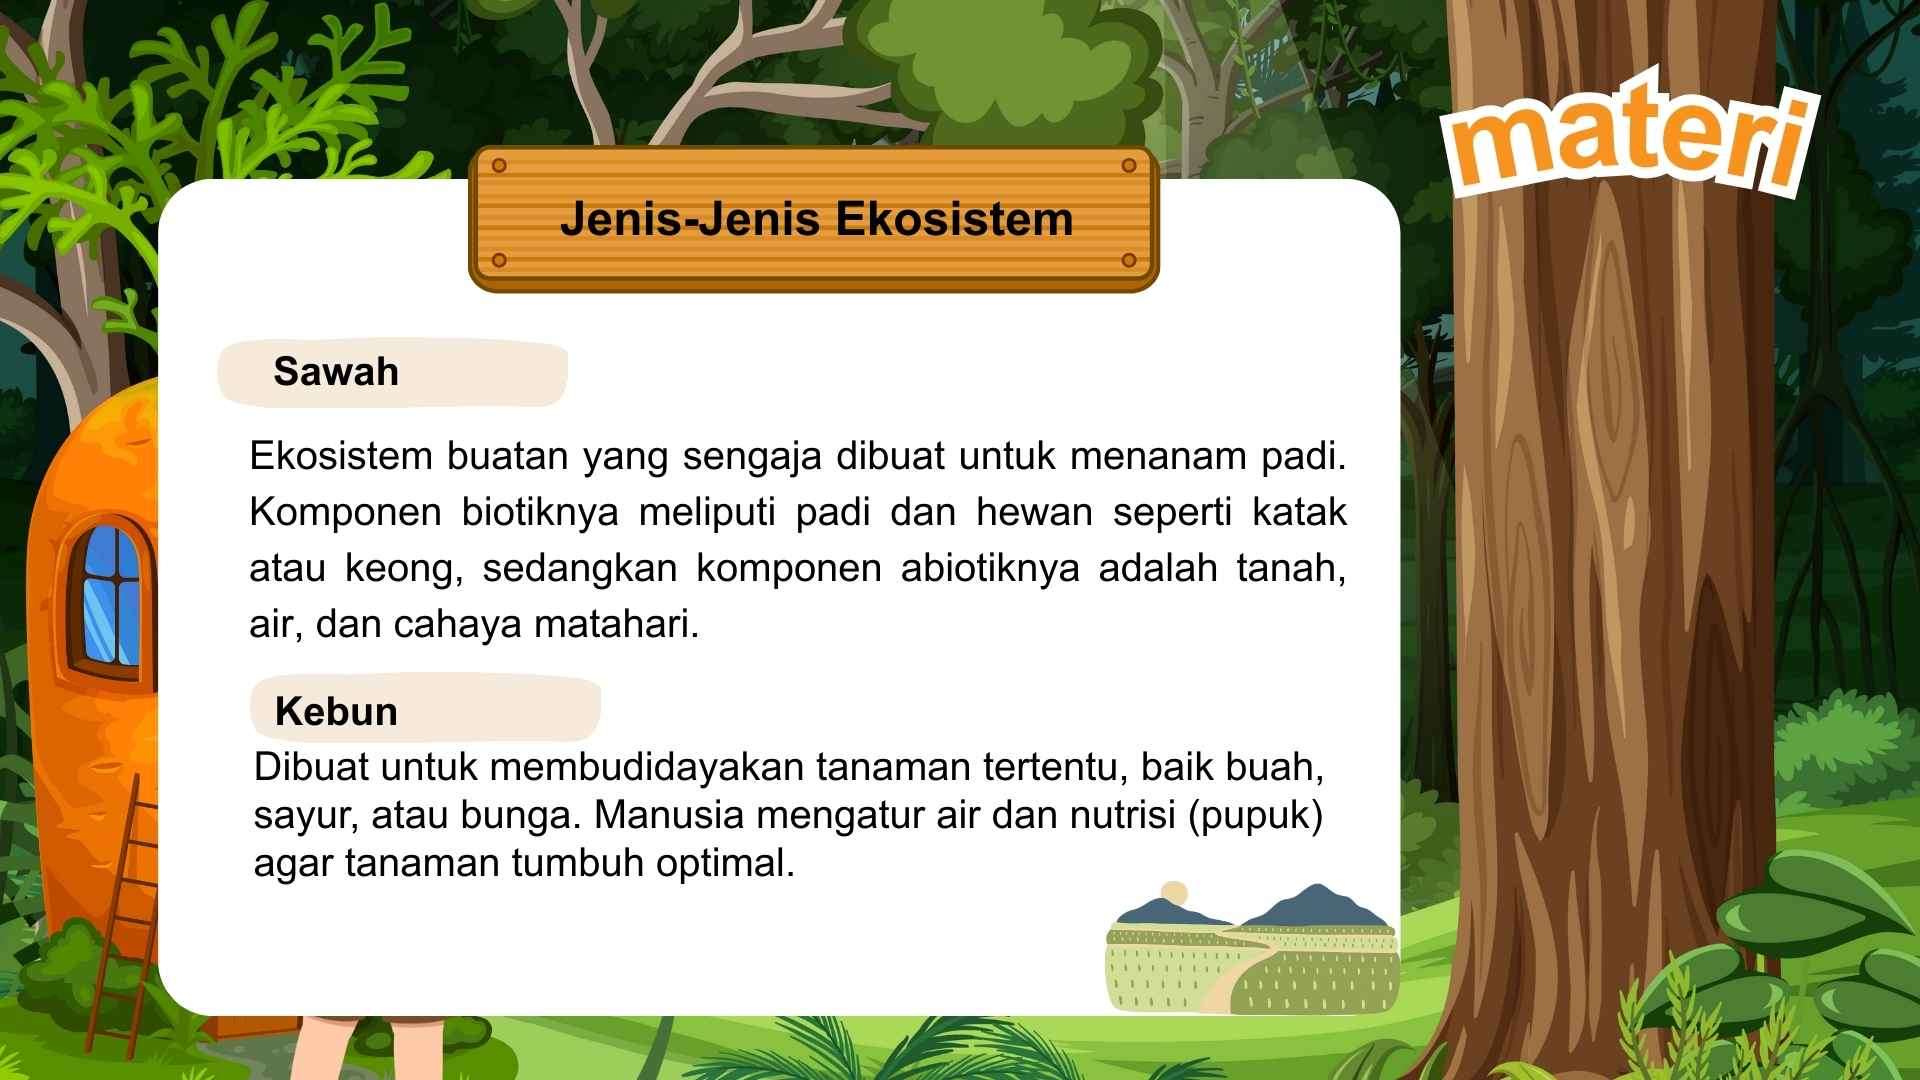 materi
Jenis-Jenis Ekosistem
Sawah
Ekosistem buatan yang sengaja dibuat untuk menanam padi.
Komponen biotiknya meliputi padi dan hewan seperti katak
atau keong, sedangkan komponen abiotiknya adalah tanah,
air, dan cahaya matahari.
Kebun
Dibuat untuk membudidayakan tanaman tertentu, baik buah,
sayur, atau bunga. Manusia mengatur air dan nutrisi (pupuk)
agar tanaman tumbuh optimal.